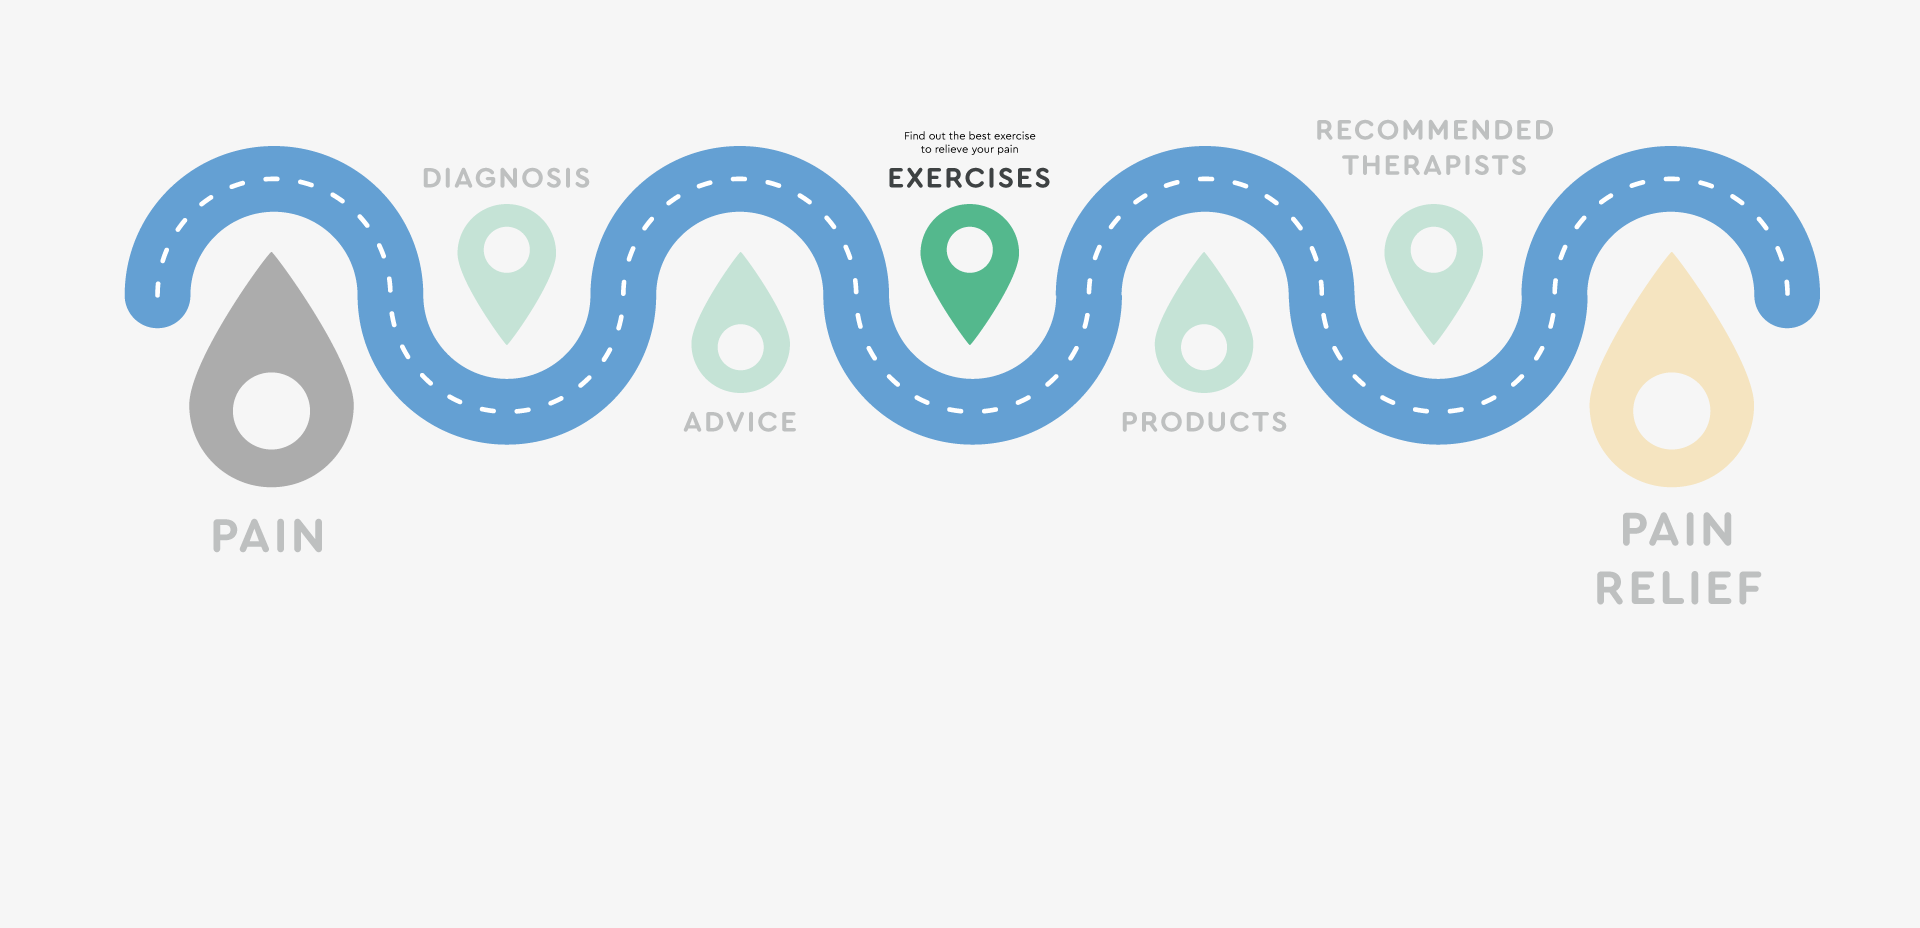 PAIN
DIAGNOSIS
ADVICE
Find out the best exercise
to relieve your pain
EXERCISES
PRODUCTS
RECOMMENDED
THERAPISTS
PAIN
RELIEF